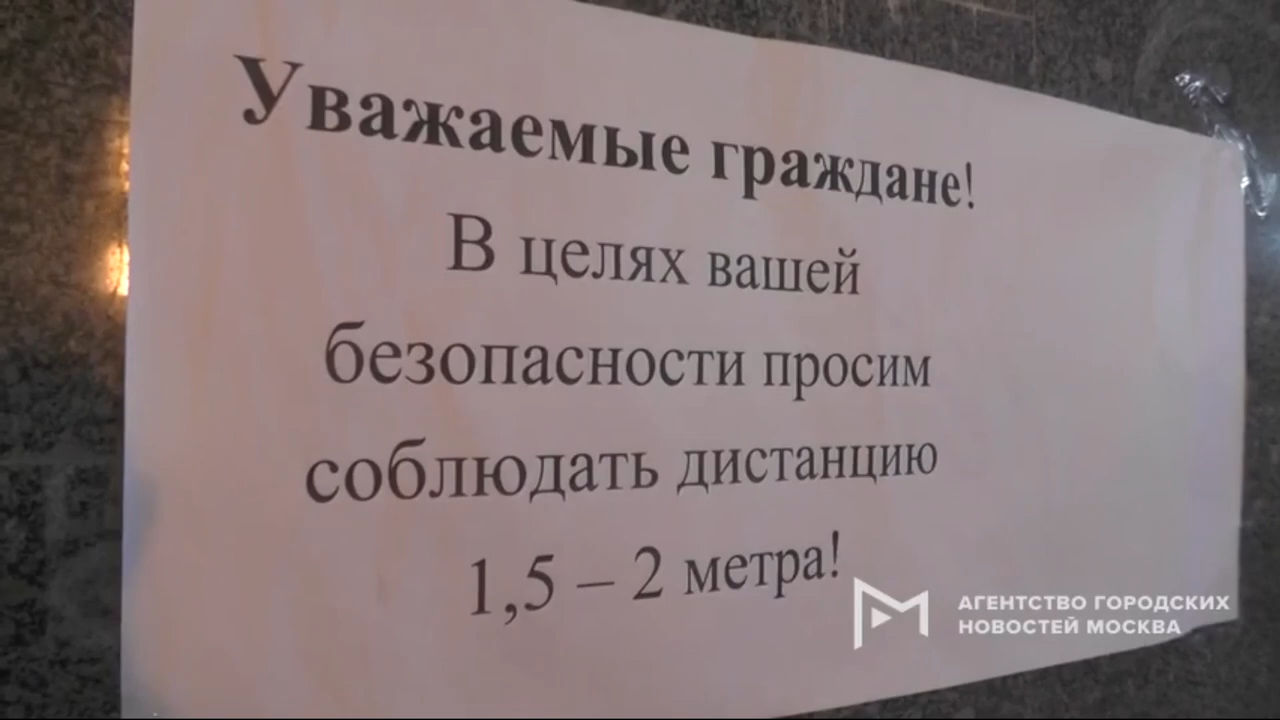 Уважаемые граждане!
В целях вашей
безопасности просим
соблюдать дистанцию
1,5 – 2 метра!
АГЕНТСТВО ГОРОДСКИХ
НОВОСТЕЙ МОСКВА